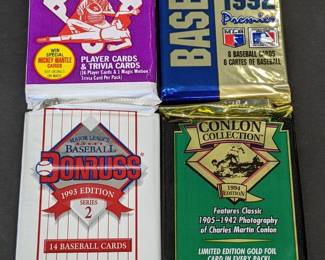 WIN SPECIAL
MICKEY MANTLE
CARDS
PLAYER CARDS
& TRIVIA CARDS
(16 Player Cards & 1 Magic Motion
Trivia Card Per Pack)
BASE
1992
Premier
MLB
8 BASEBALL CARDS
8 CARTES DE BASEBALL
MAJOR LEAGUE
BASEBALL
DONRUSS
1993 EDITION
SERIES
2
14 BASEBALL CARDS
CONLON
COLLECTION
1994
EDITION
Features Classic
1905-1942 Photography
of Charles Martin Conlon
LIMITED EDITION GOLD FOIL
CARD IN EVERY PACK!